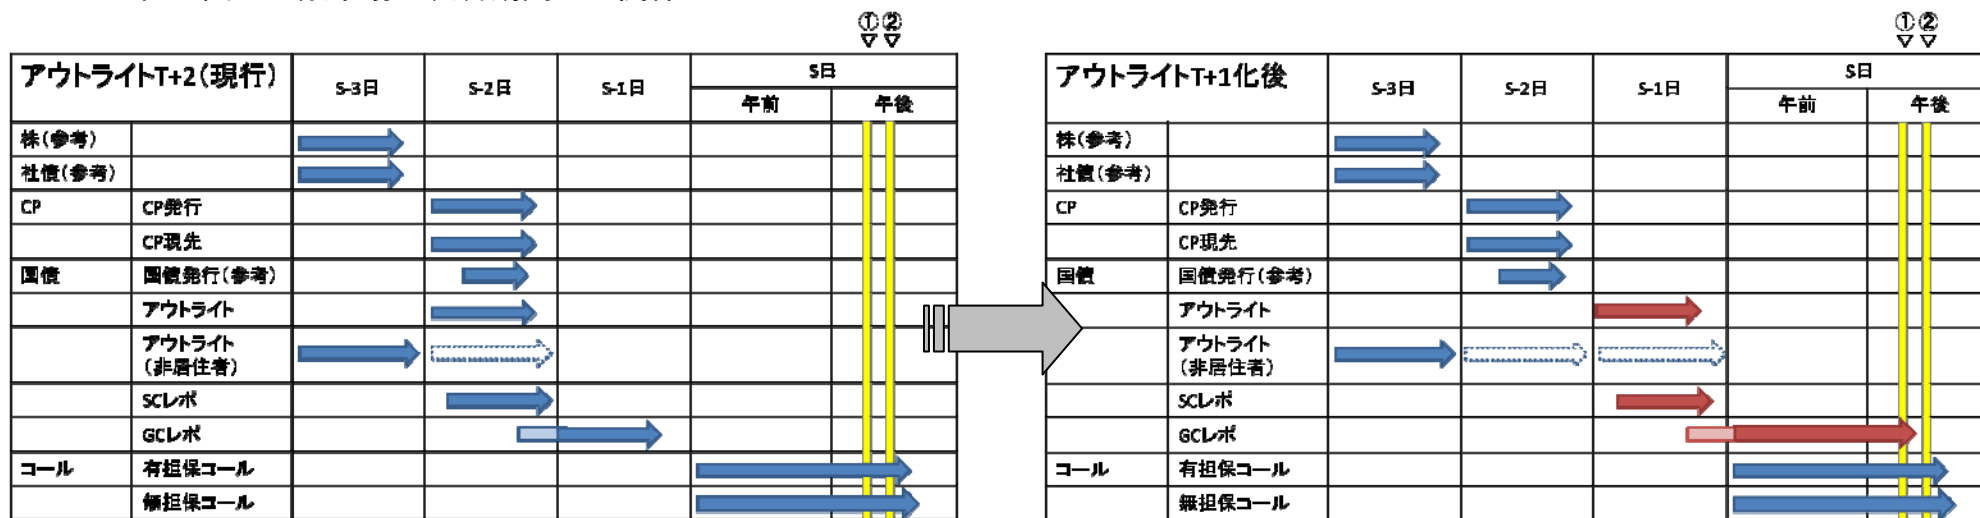 ①②
アウトライトT+2(現行)
S-3日
S-2日
S-1日
S日
午前
午後
株(参考)
社債(参考)
CP
CP発行
CP現先
国債
国債発行(参考)
アウトライト
アウトライト
(非居住者)
SCレポ
GCレポ
コール
有担保コール
無担保コール
①②
アウトライトT+1化後
S-3日
S-2日
S-1日
S日
午前
午後
株(参考)
社債(参考)
CP
CP発行
CP現先
国債
国債発行(参考)
アウトライト
アウトライト
(非居住者)
SCレポ
GCレポ
コール
有担保コール
無担保コール